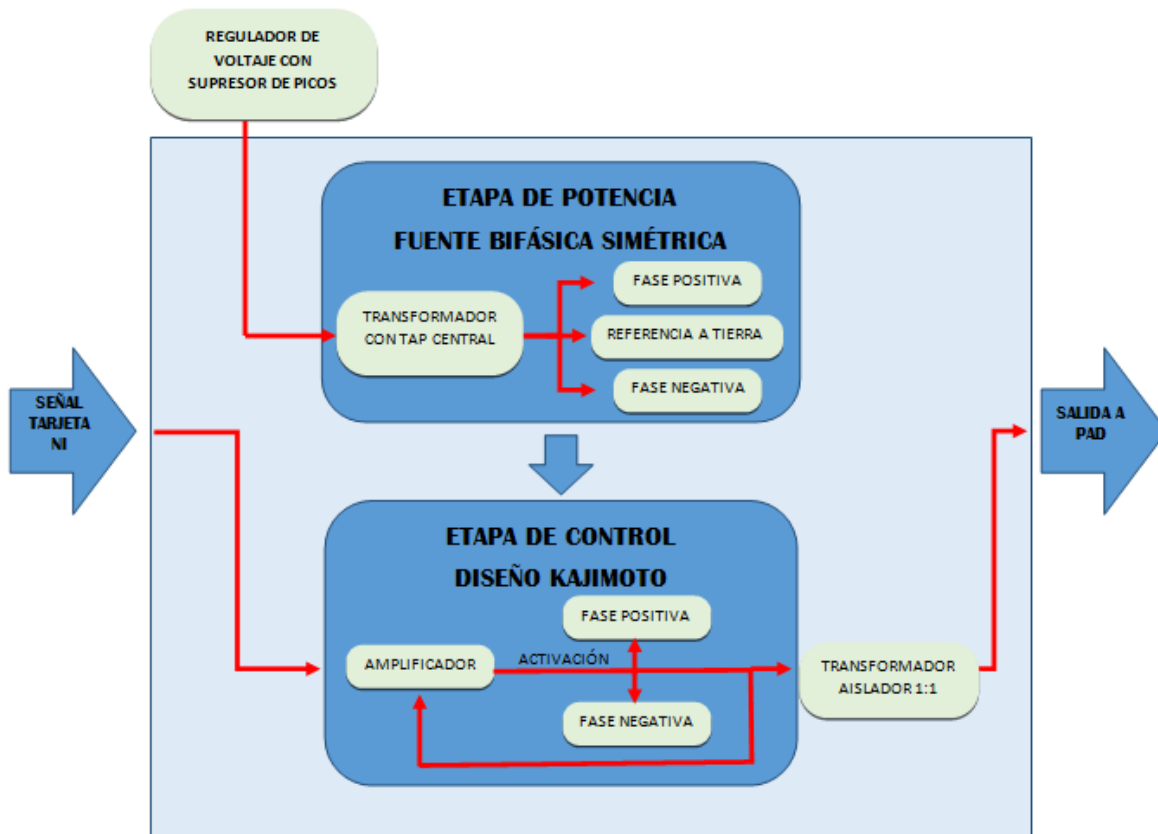 REGULADOR DE
VOLTAJE CON
SUPRESOR DE PICOS
ETAPA DE POTENCIA
FUENTE BIFÁSICA SIMÉTRICA
FASE POSITIVA
TRANSFORMADOR
CON TAP CENTRAL
REFERENCIA A TIERRA
FASE NEGATIVA
SEÑAL
TARJETA
NI
SALIDA A
PAD
ETAPA DE CONTROL
DISEÑO KAJIMOTO
FASE POSITIVA
AMPLIFICADOR
ACTIVACIÓN
FASE NEGATIVA
TRANSFORMADOR
AISLADOR 1:1